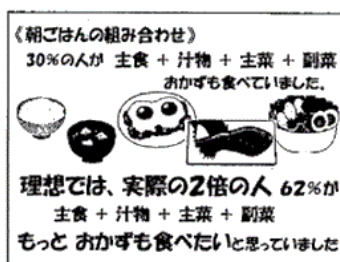 《朝ごはんの組み合わせ》
30%の人が 主食 + 汁物 + 主菜 + 副菜
おかずも食べていました。
理想では、実際の2倍の人 62%が
主食 + 汁物 + 主菜 + 副菜
もっと おかずも食べたいと思っていました